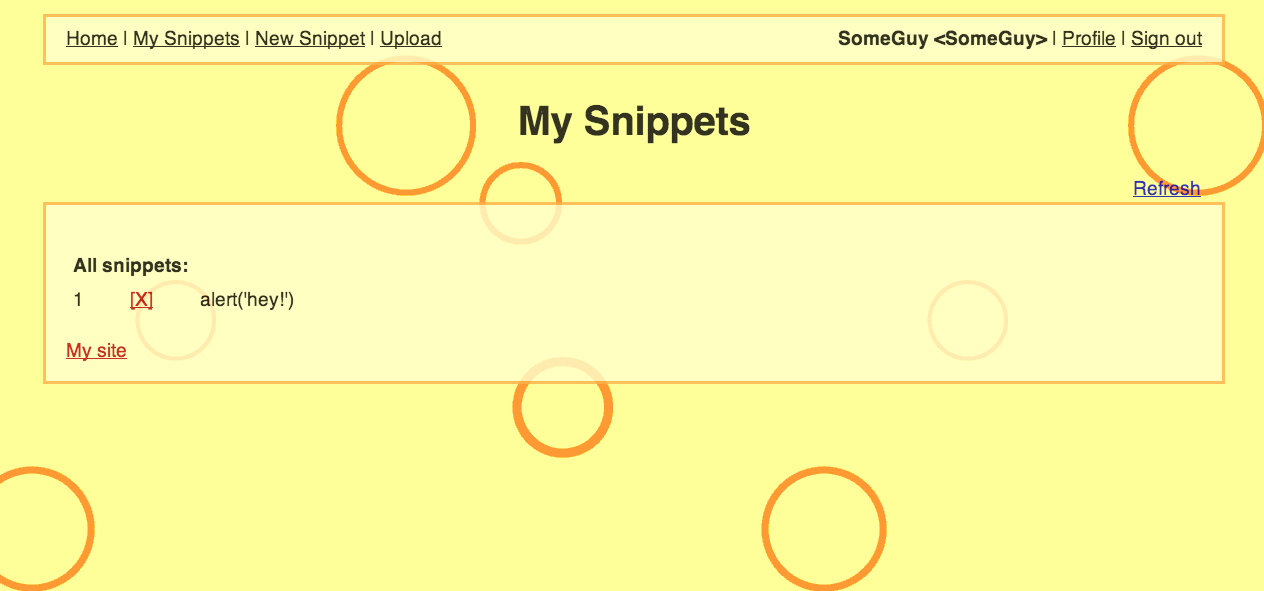 Home | My Snippets | New Snippet | Upload
SomeGuy <SomeGuy> | Profile | Sign out
My Snippets
Refresh
All snippets:
1 [X] alert('hey!')
My site